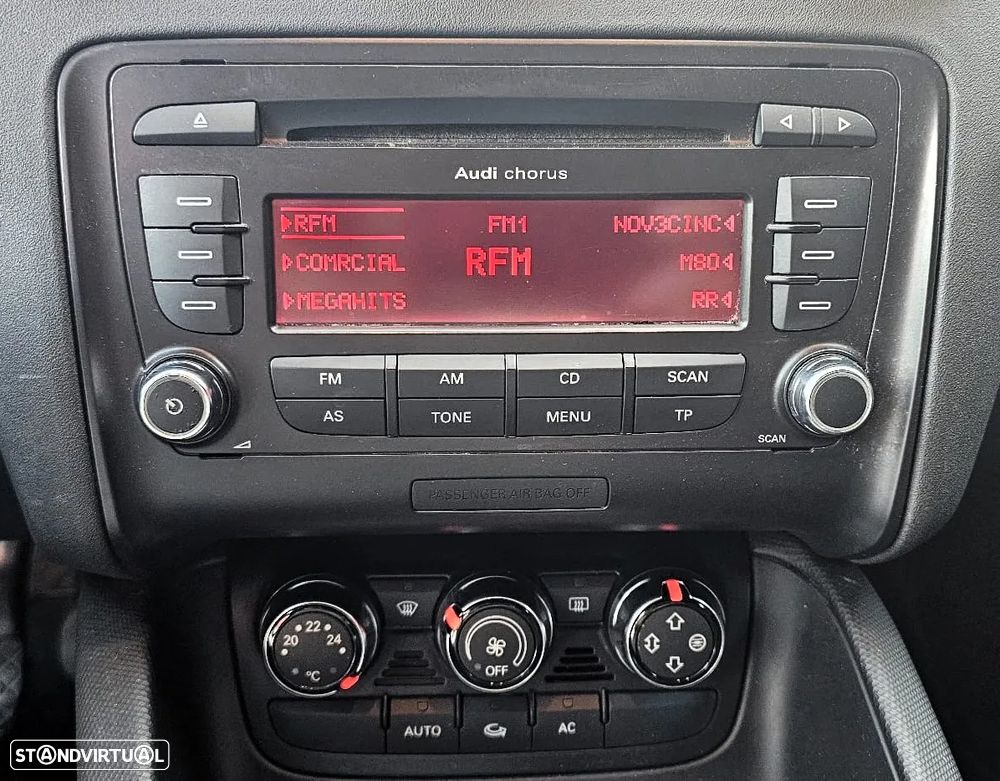 Audi chorus
RFM FM1 NOV3CINC
RFM
COMRCIAL M80
MEGAHITS RR
FM AM CD SCAN
AS TONE MENU TP
SCAN
PASSENGER AIR BAG OFF
20 22 24
°C
OFF
AUTO AC
STANDVIRTUAL